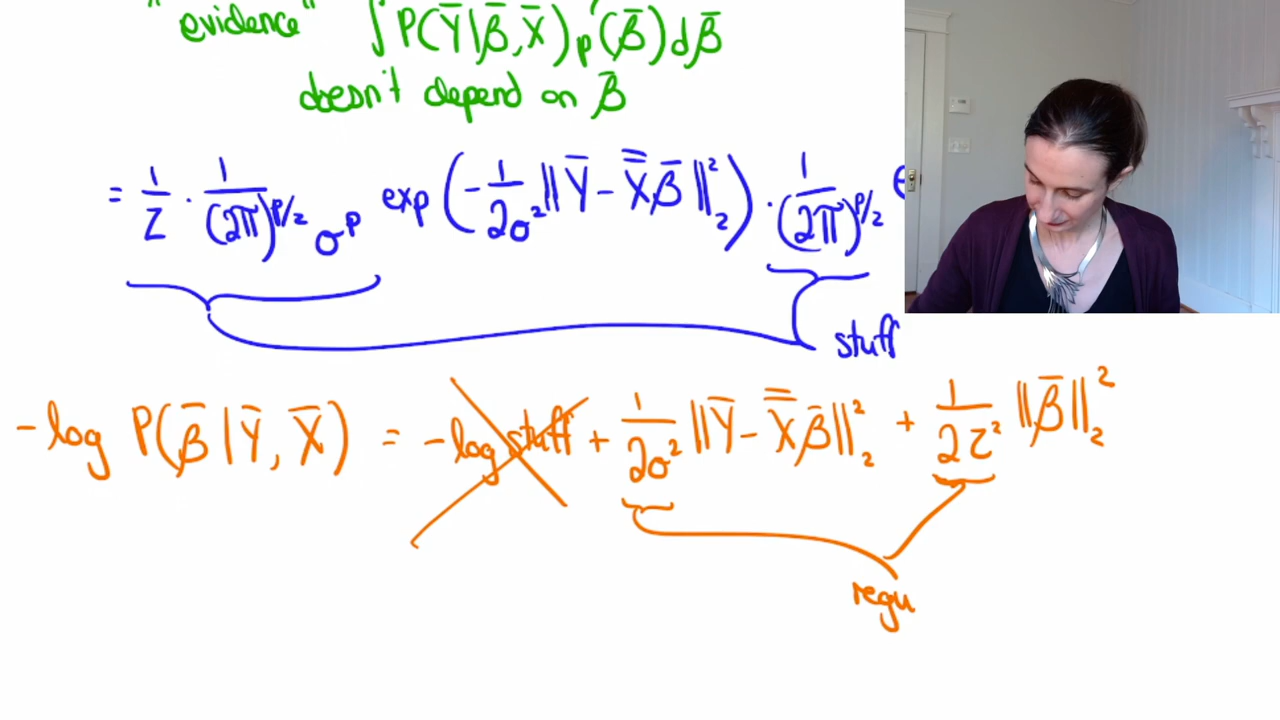 "evidence" ∫ P(Ȳ|β̄, X̄) p(β̄) dβ̄
doesn't depend on β̄
= 1/Z · 1/((2π)^{p/2} σ^p) exp(-1/(2σ²) ||Ȳ - X̿β̄||₂²) · 1/(2π)^{p/2}
stuff
-log P(β̄ | Ȳ, X̄) = -log stuff + 1/(2σ²) ||Ȳ - X̿β̄||₂² + 1/(2τ²) ||β̄||₂²
regu